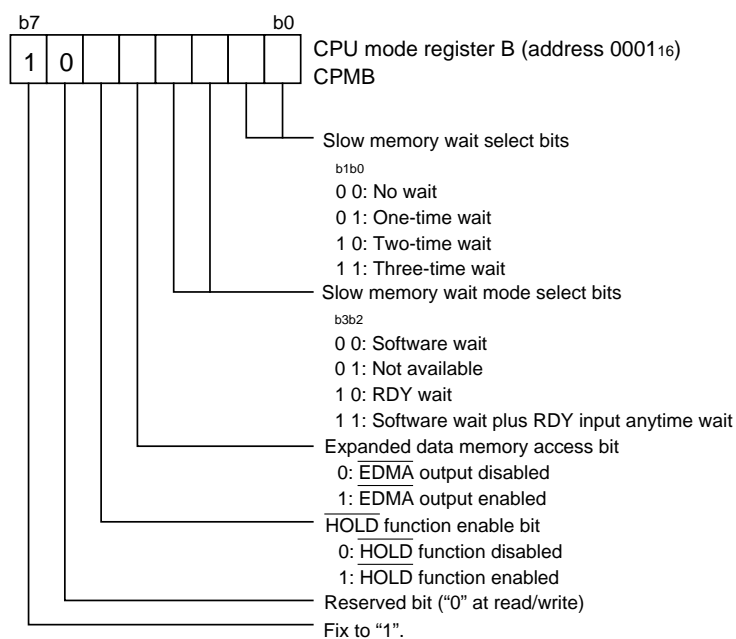 b7 b0
1 0
CPU mode register B (address 0001₁₆)
CPMB
Slow memory wait select bits
b1b0
0 0: No wait
0 1: One-time wait
1 0: Two-time wait
1 1: Three-time wait
Slow memory wait mode select bits
b3b2
0 0: Software wait
0 1: Not available
1 0: RDY wait
1 1: Software wait plus RDY input anytime wait
Expanded data memory access bit
0: EDMA output disabled
1: EDMA output enabled
HOLD function enable bit
0: HOLD function disabled
1: HOLD function enabled
Reserved bit (“0” at read/write)
Fix to “1”.